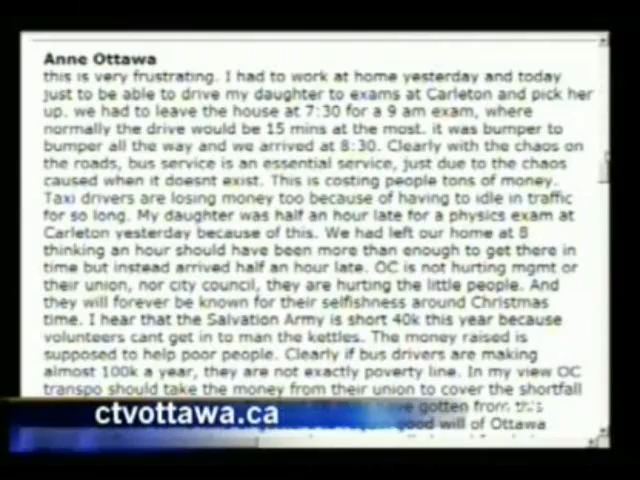 Anne Ottawa
this is very frustrating. I had to work at home yesterday and today
just to be able to drive my daughter to exams at Carleton and pick her
up. we had to leave the house at 7:30 for a 9 am exam, where
normally the drive would be 15 mins at the most. it was bumper to
bumper all the way and we arrived at 8:30. Clearly with the chaos on
the roads, bus service is an essential service, just due to the chaos
caused when it doesnt exist. This is costing people tons of money.
Taxi drivers are losing money too because of having to idle in traffic
for so long. My daughter was half an hour late for a physics exam at
Carleton yesterday because of this. We had left our home at 8
thinking an hour should have been more than enough to get there in
time but instead arrived half an hour late. OC is not hurting mgmt or
their union, nor city council, they are hurting the little people. And
they will forever be known for their selfishness around Christmas
time. I hear that the Salvation Army is short 40k this year because
volunteers cant get in to man the kettles. The money raised is
supposed to help poor people. Clearly if bus drivers are making
almost 100k a year, they are not exactly poverty line. In my view OC
transpo should take the money from their union to cover the shortfall
gotten from this
good will of Ottawa
ctvottawa.ca